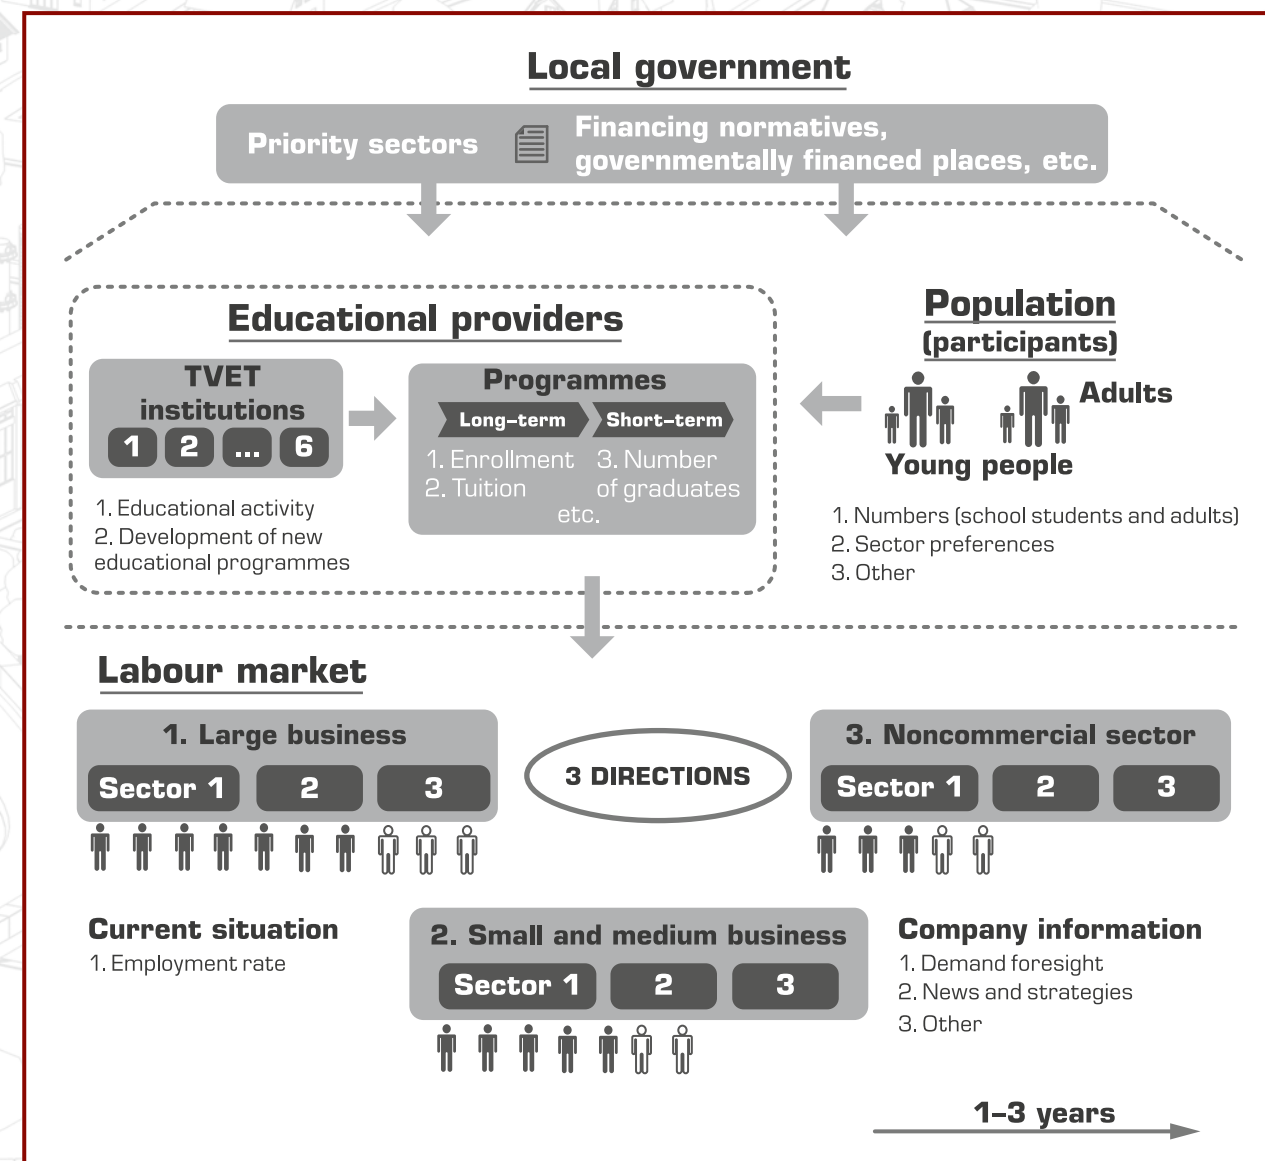 Local government
Priority sectors
Financing normatives,
governmentally financed places, etc.
Educational providers
TVET
institutions
1 2 ... 6
1. Educational activity
2. Development of new
educational programmes
Programmes
Long–term Short–term
1. Enrollment
2. Tuition
3. Number
of graduates
etc.
Population
(participants)
Adults
Young people
1. Numbers (school students and adults)
2. Sector preferences
3. Other
Labour market
1. Large business
Sector 1 2 3
3 DIRECTIONS
3. Noncommercial sector
Sector 1 2 3
Current situation
1. Employment rate
2. Small and medium business
Sector 1 2 3
Company information
1. Demand foresight
2. News and strategies
3. Other
1–3 years